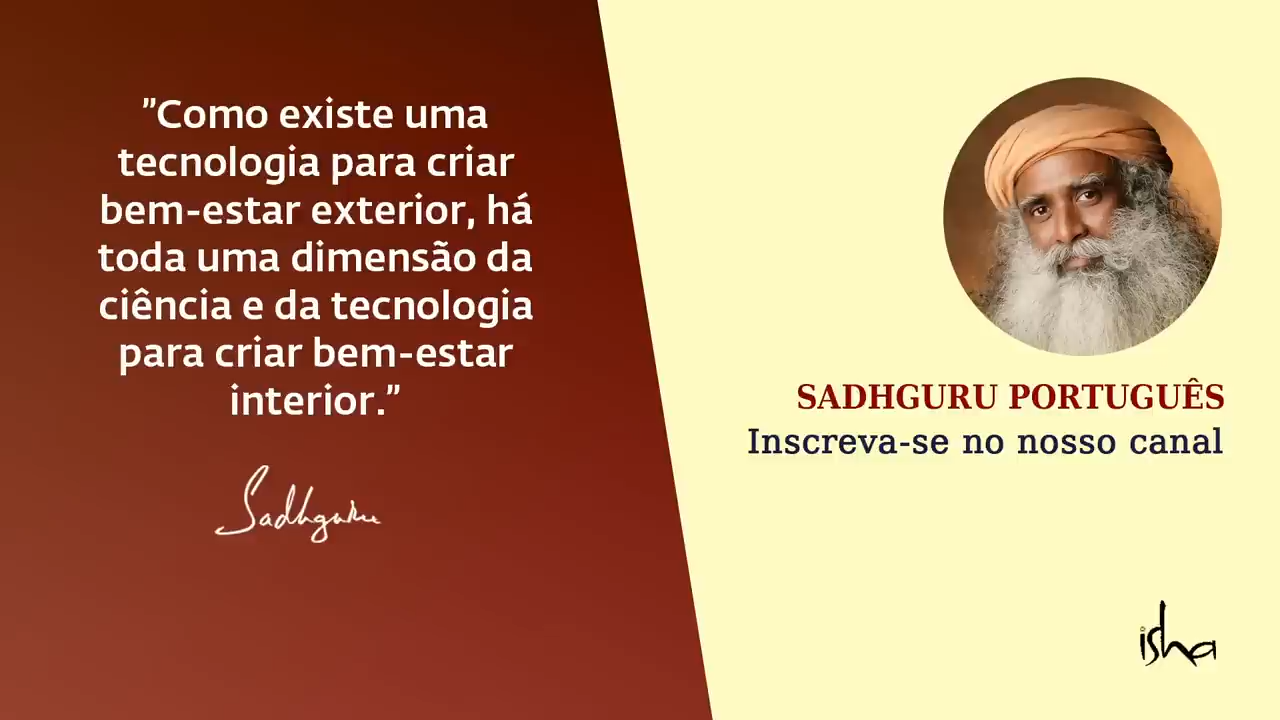 "Como existe uma
tecnologia para criar
bem-estar exterior, há
toda uma dimensão da
ciência e da tecnologia
para criar bem-estar
interior."
Sadhguru
SADHGURU PORTUGUÊS
Inscreva-se no nosso canal
isha